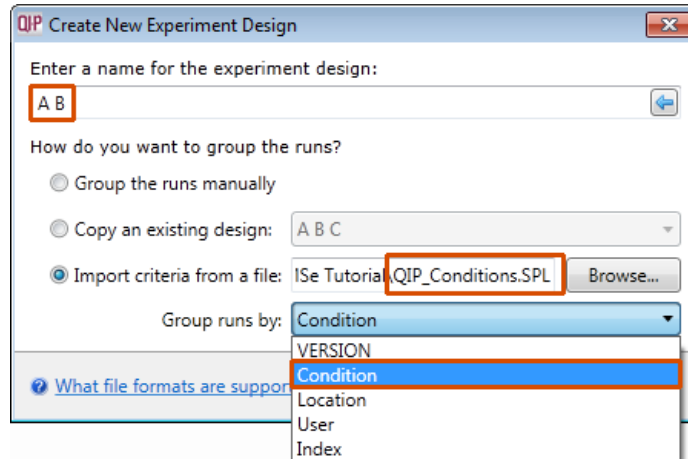 QIP Create New Experiment Design
Enter a name for the experiment design:
A B
How do you want to group the runs?
Group the runs manually
Copy an existing design: A B C
Import criteria from a file: !Se Tutorial\QIP_Conditions.SPL Browse...
Group runs by: Condition
VERSION
Condition
What file formats are suppor
Location
User
Index